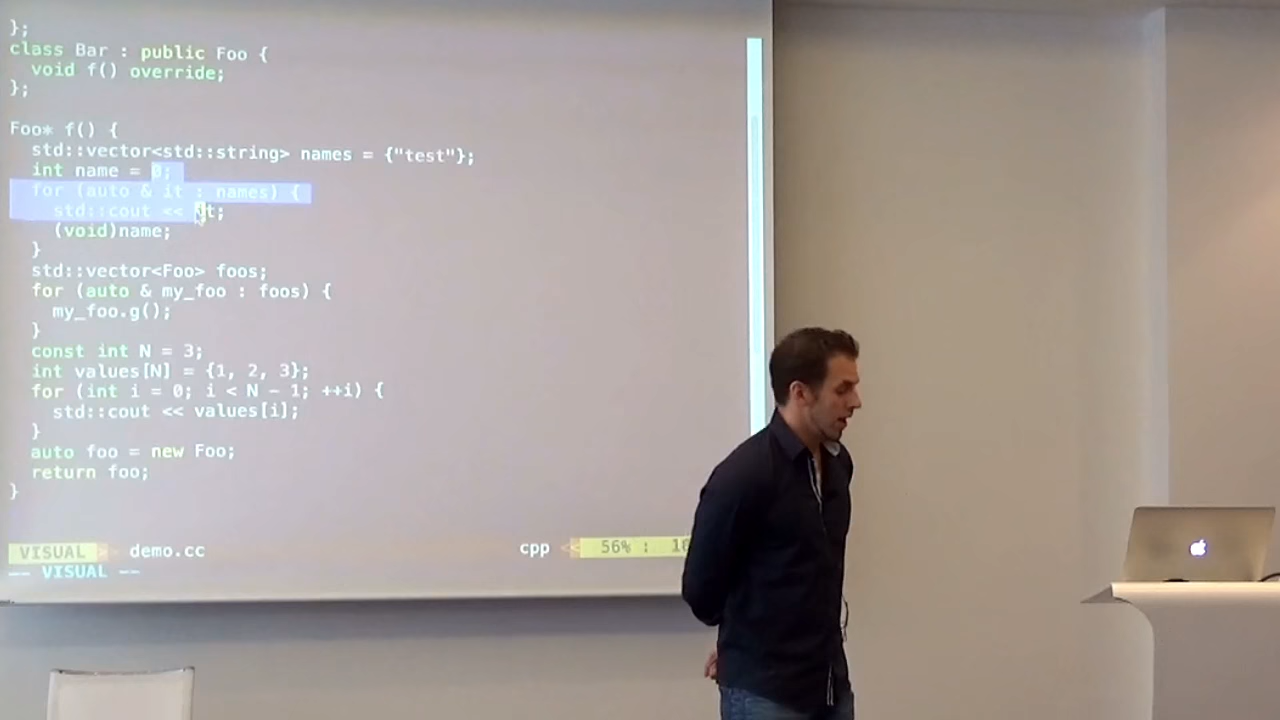 };
class Bar : public Foo {
  void f() override;
};

Foo* f() {
  std::vector<std::string> names = {"test"};
  int name = 0;
  for (auto & it : names) {
    std::cout << it;
    (void)name;
  }
  std::vector<Foo> foos;
  for (auto & my_foo : foos) {
    my_foo.g();
  }
  const int N = 3;
  int values[N] = {1, 2, 3};
  for (int i = 0; i < N - 1; ++i) {
    std::cout << values[i];
  }
  auto foo = new Foo;
  return foo;
}
VISUAL demo.cc cpp << 56% :
-- VISUAL --